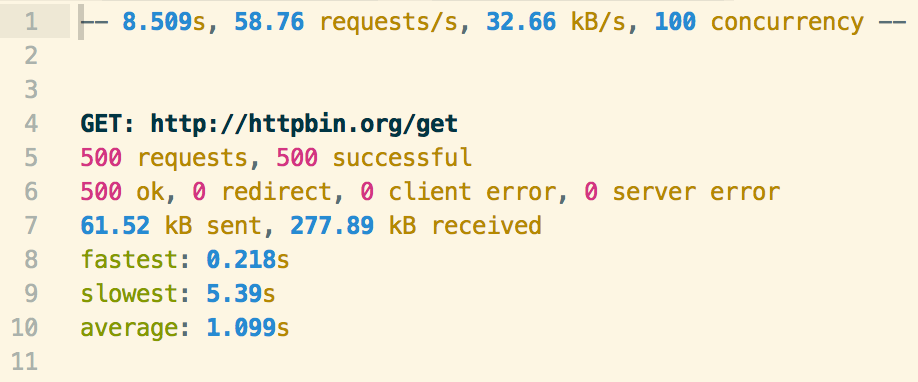 1 -- 8.509s, 58.76 requests/s, 32.66 kB/s, 100 concurrency --
2
3
4 GET: http://httpbin.org/get
5 500 requests, 500 successful
6 500 ok, 0 redirect, 0 client error, 0 server error
7 61.52 kB sent, 277.89 kB received
8 fastest: 0.218s
9 slowest: 5.39s
10 average: 1.099s
11